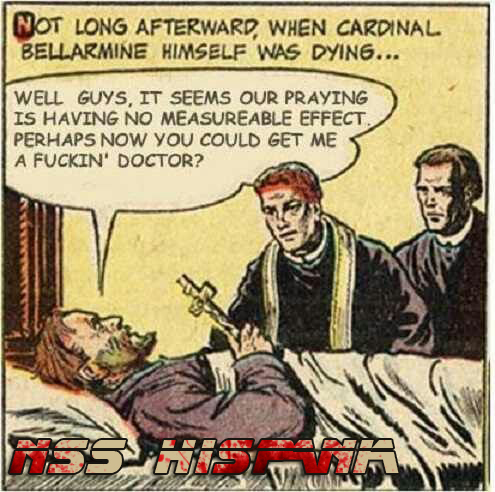 NOT LONG AFTERWARD, WHEN CARDINAL
BELLARMINE HIMSELF WAS DYING...
WELL GUYS, IT SEEMS OUR PRAYING
IS HAVING NO MEASUREABLE EFFECT.
PERHAPS NOW YOU COULD GET ME
A FUCKIN' DOCTOR?
NSS HISPANIA